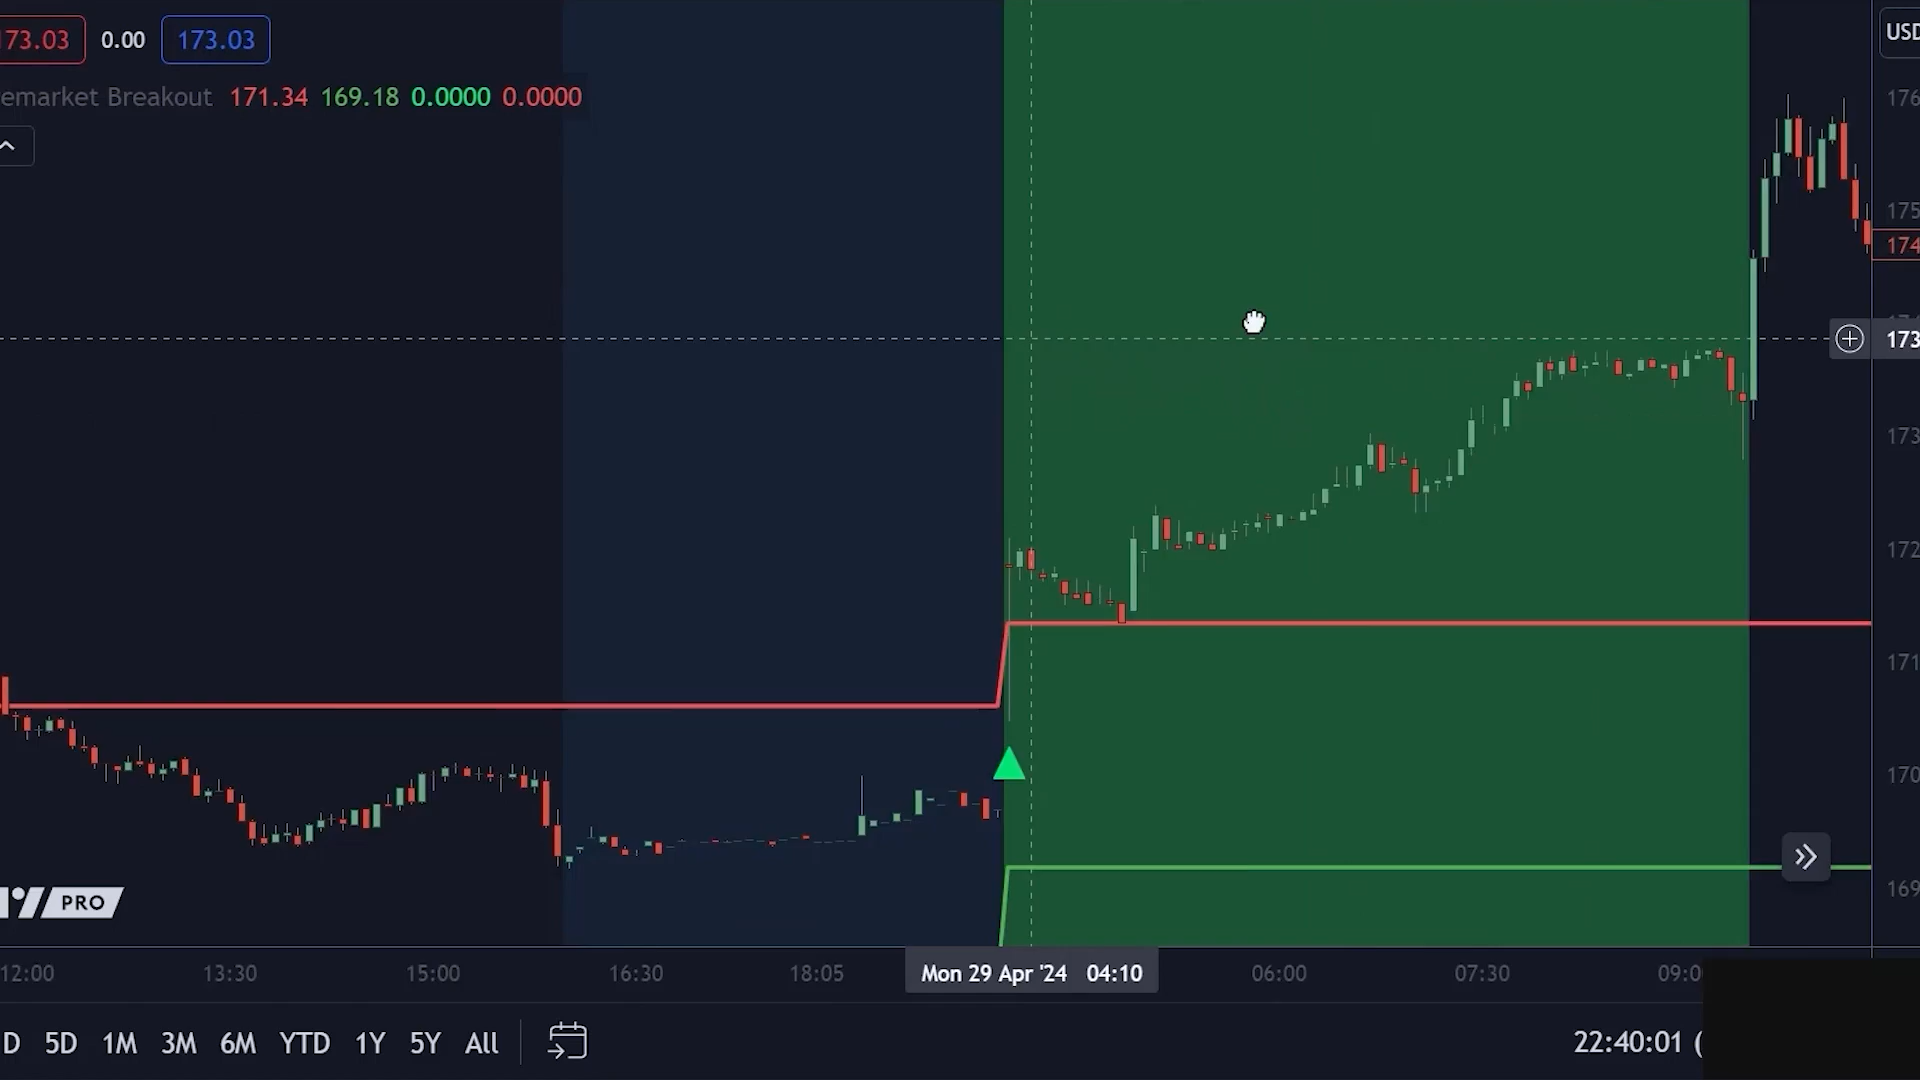 173.03 0.00 173.03 USD
emarket Breakout 171.34 169.18 0.0000 0.0000
176
175
174
173
173
172
171
170
169
PRO
12:00 13:30 15:00 16:30 18:05 Mon 29 Apr '24 04:10 06:00 07:30 09:0
D 5D 1M 3M 6M YTD 1Y 5Y All 22:40:01 (